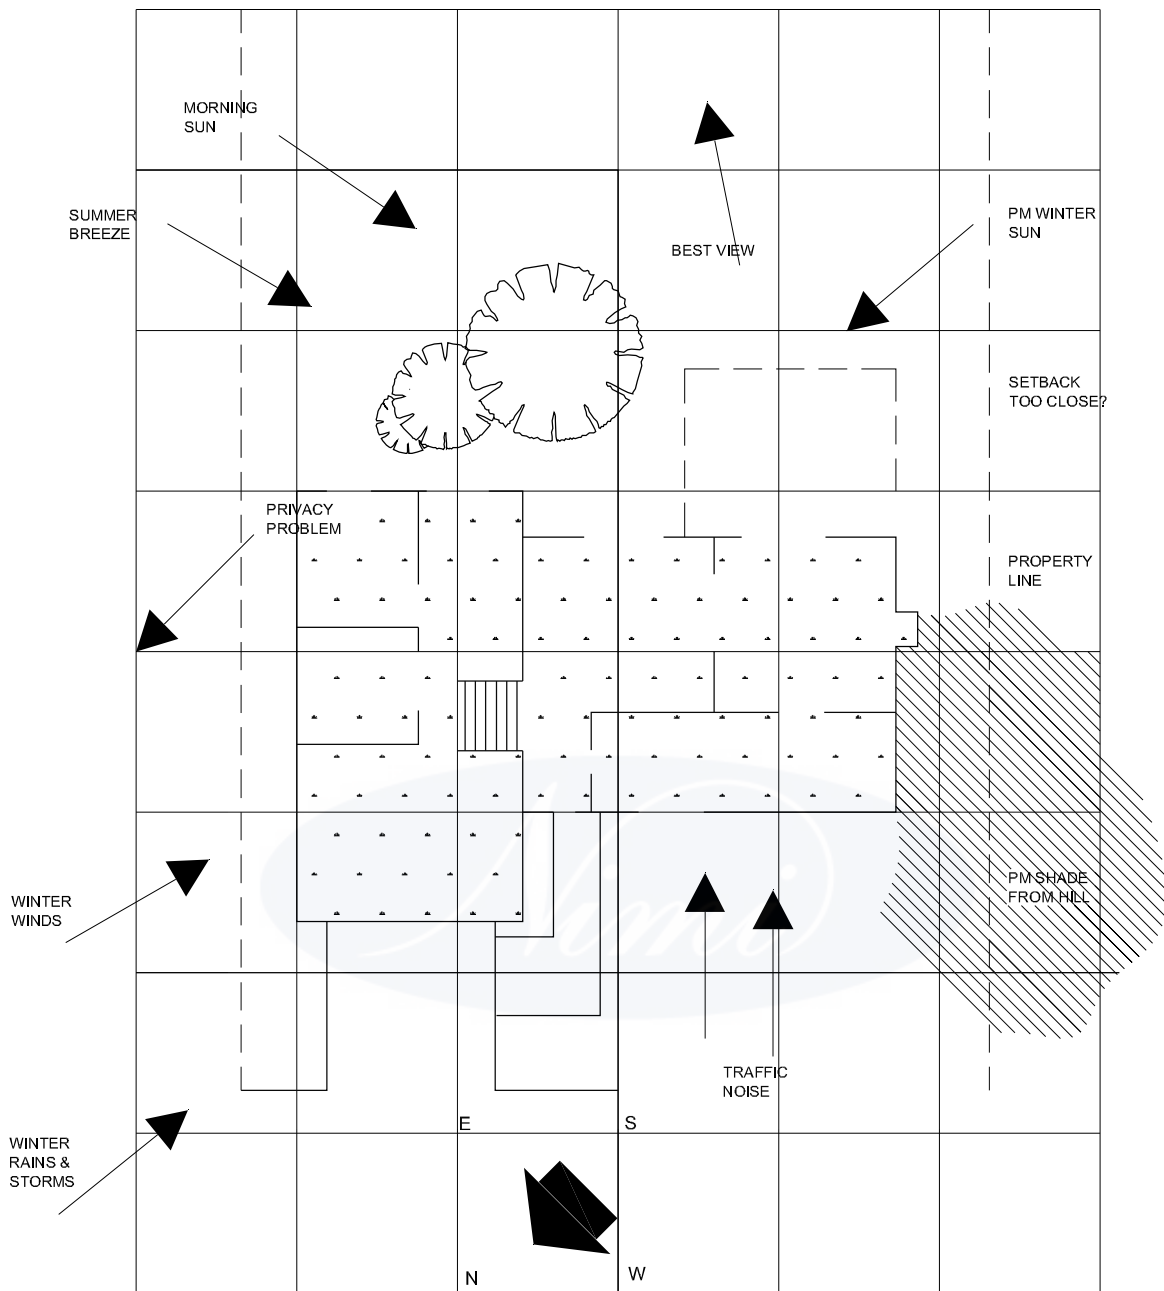 MORNING
SUN
SUMMER
BREEZE
BEST VIEW
PM WINTER
SUN
SETBACK
TOO CLOSE?
PRIVACY
PROBLEM
PROPERTY
LINE
PM SHADE
FROM HILL
WINTER
WINDS
Nimi
TRAFFIC
NOISE
E
S
WINTER
RAINS &
STORMS
N
W